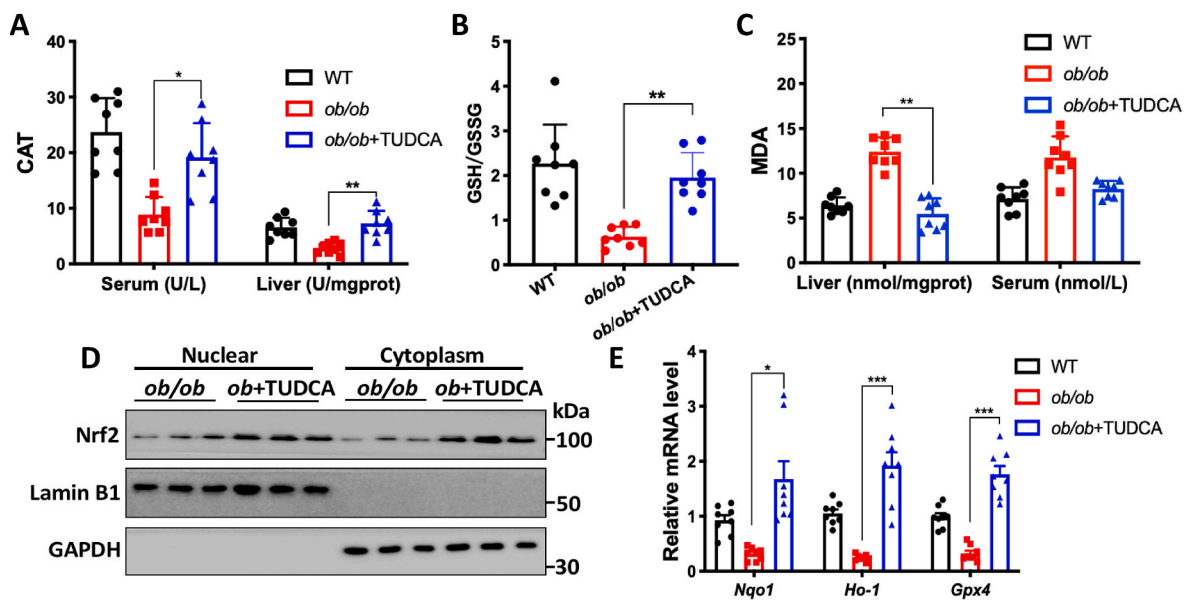 A
CAT
40
30
20
10
0
*
**
Serum (U/L)
Liver (U/mgprot)
WT
ob/ob
ob/ob+TUDCA
B
GSH/GSSG
5
4
3
2
1
0
**
WT
ob/ob
ob/ob+TUDCA
C
MDA
25
20
15
10
5
0
**
Liver (nmol/mgprot)
Serum (nmol/L)
WT
ob/ob
ob/ob+TUDCA
D
Nuclear
Cytoplasm
ob/ob
ob+TUDCA
ob/ob
ob+TUDCA
kDa
Nrf2
100
Lamin B1
50
GAPDH
30
E
Relative mRNA level
4
3
2
1
0
*
***
***
Nqo1
Ho-1
Gpx4
WT
ob/ob
ob/ob+TUDCA